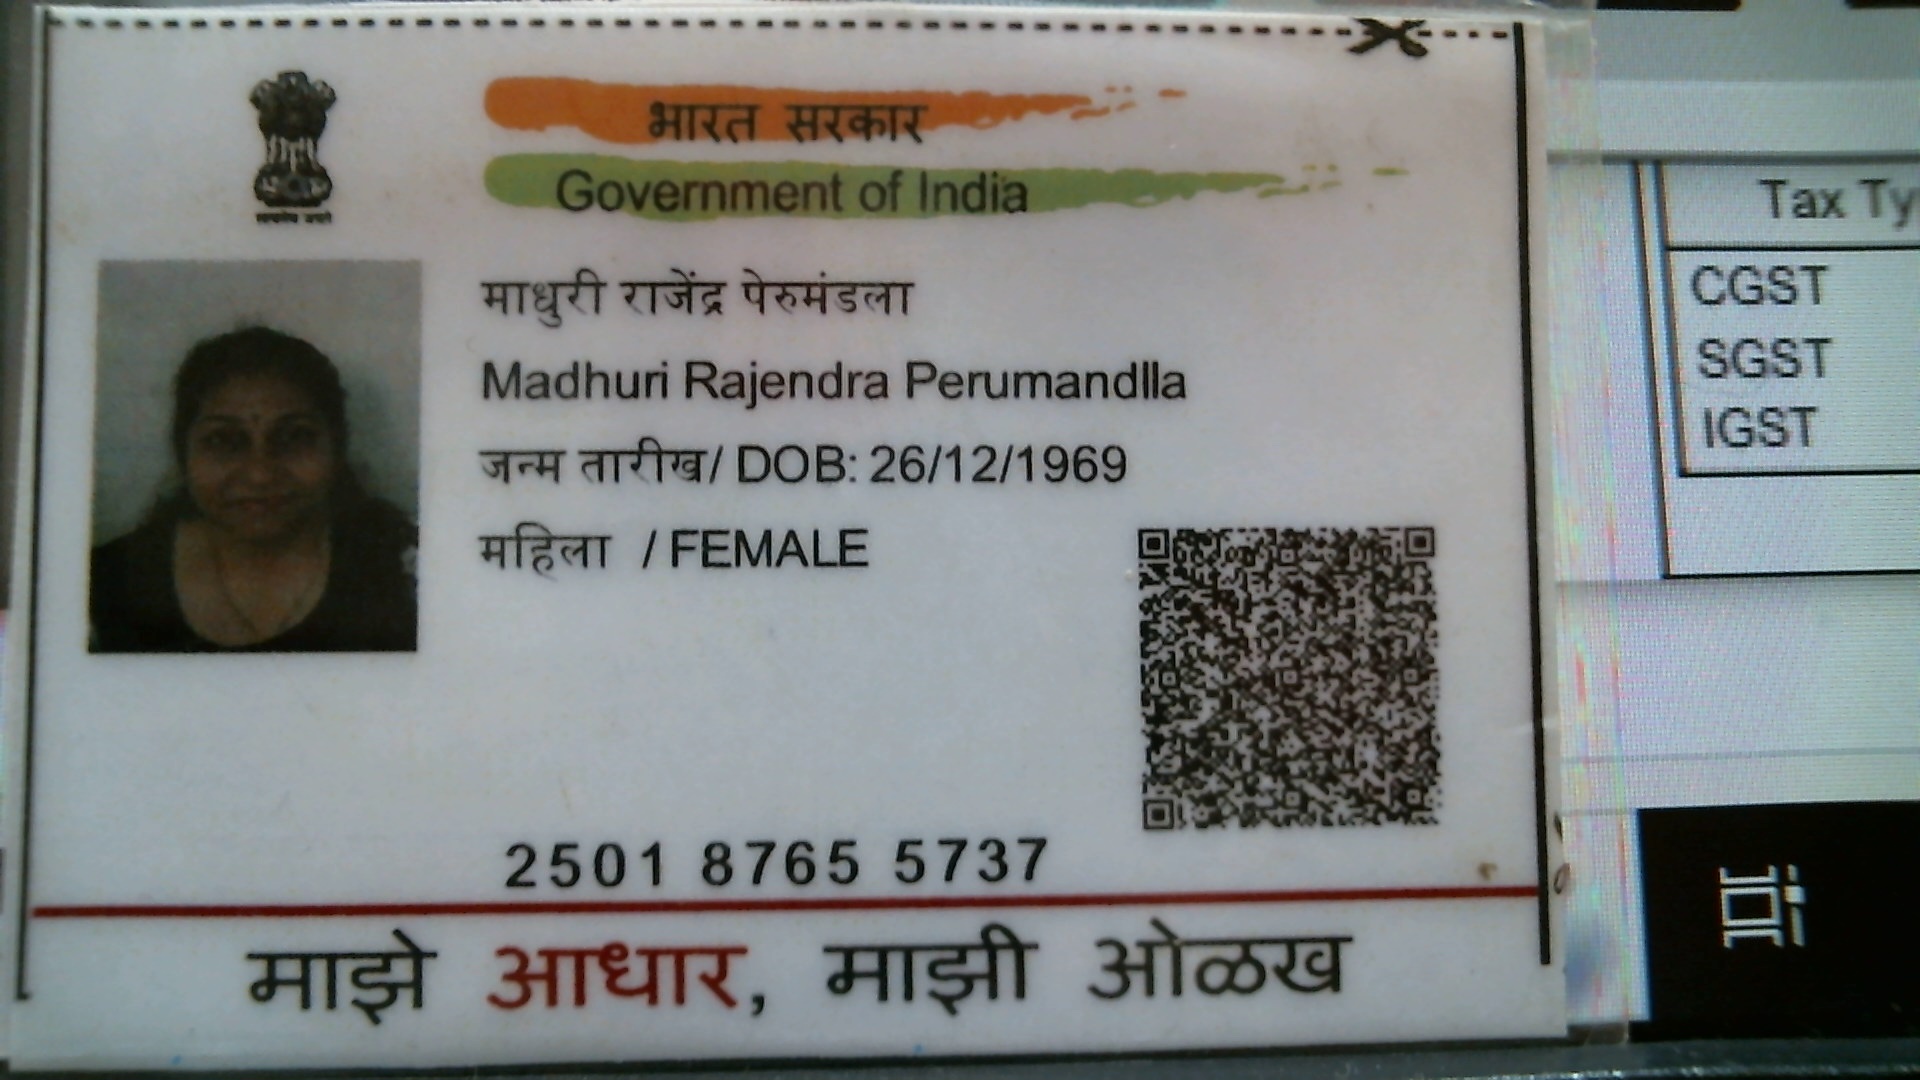 भारत सरकार
Government of India
माधुरी राजेंद्र पेरुमंडला
Madhuri Rajendra Perumandlla
जन्म तारीख/ DOB: 26/12/1969
महिला / FEMALE
2501 8765 5737
माझे आधार, माझी ओळख
Tax Ty
CGST
SGST
IGST